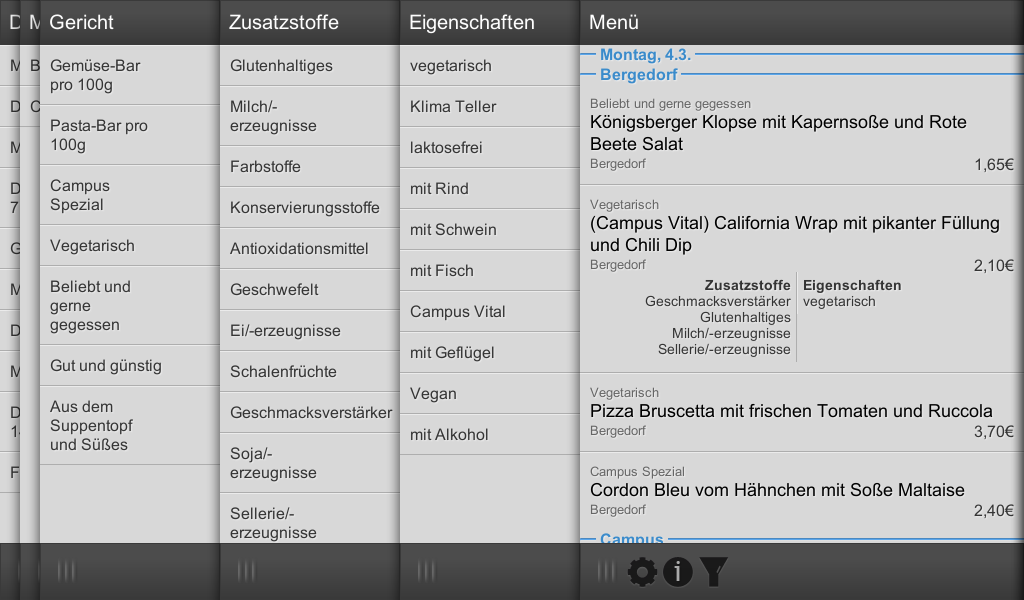 D
M
Gericht
Zusatzstoffe
Eigenschaften
Menü
M
D
M
D
7
G
M
D
M
D
1
F
B
C
Gemüse-Bar
pro 100g
Pasta-Bar pro
100g
Campus
Spezial
Vegetarisch
Beliebt und
gerne
gegessen
Gut und günstig
Aus dem
Suppentopf
und Süßes
Glutenhaltiges
Milch/-
erzeugnisse
Farbstoffe
Konservierungsstoffe
Antioxidationsmittel
Geschwefelt
Ei/-erzeugnisse
Schalenfrüchte
Geschmacksverstärker
Soja/-
erzeugnisse
Sellerie/-
erzeugnisse
vegetarisch
Klima Teller
laktosefrei
mit Rind
mit Schwein
mit Fisch
Campus Vital
mit Geflügel
Vegan
mit Alkohol
Montag, 4.3.
Bergedorf
Beliebt und gerne gegessen
Königsberger Klopse mit Kapernsoße und Rote
Beete Salat
Bergedorf 1,65€
Vegetarisch
(Campus Vital) California Wrap mit pikanter Füllung
und Chili Dip
Bergedorf 2,10€
Zusatzstoffe Eigenschaften
Geschmacksverstärker vegetarisch
Glutenhaltiges
Milch/-erzeugnisse
Sellerie/-erzeugnisse
Vegetarisch
Pizza Bruscetta mit frischen Tomaten und Ruccola
Bergedorf 3,70€
Campus Spezial
Cordon Bleu vom Hähnchen mit Soße Maltaise
Bergedorf 2,40€
Campus